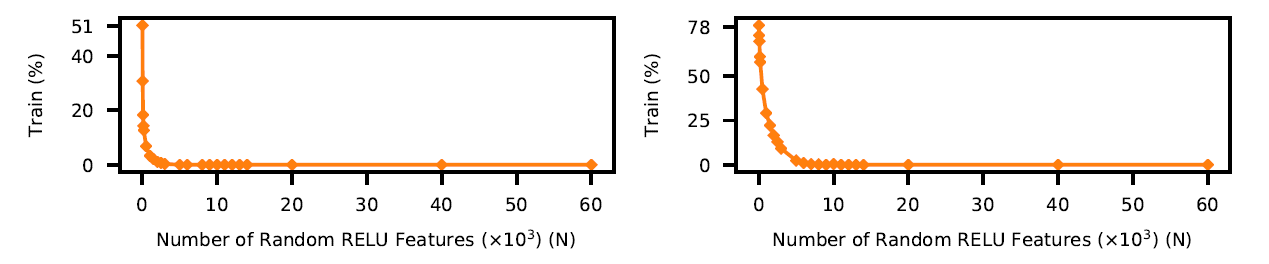 51
40
20
0
Train (%)
0 10 20 30 40 50 60
Number of Random RELU Features (×10³) (N)
78
50
25
0
Train (%)
0 10 20 30 40 50 60
Number of Random RELU Features (×10³) (N)